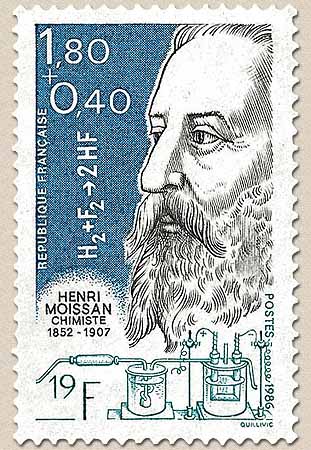 1,80
+0,40
RÉPUBLIQUE FRANÇAISE
H₂+F₂→2HF
HENRI
MOISSAN
CHIMISTE
1852-1907
POSTES
1986
19F
QUILLIVIC